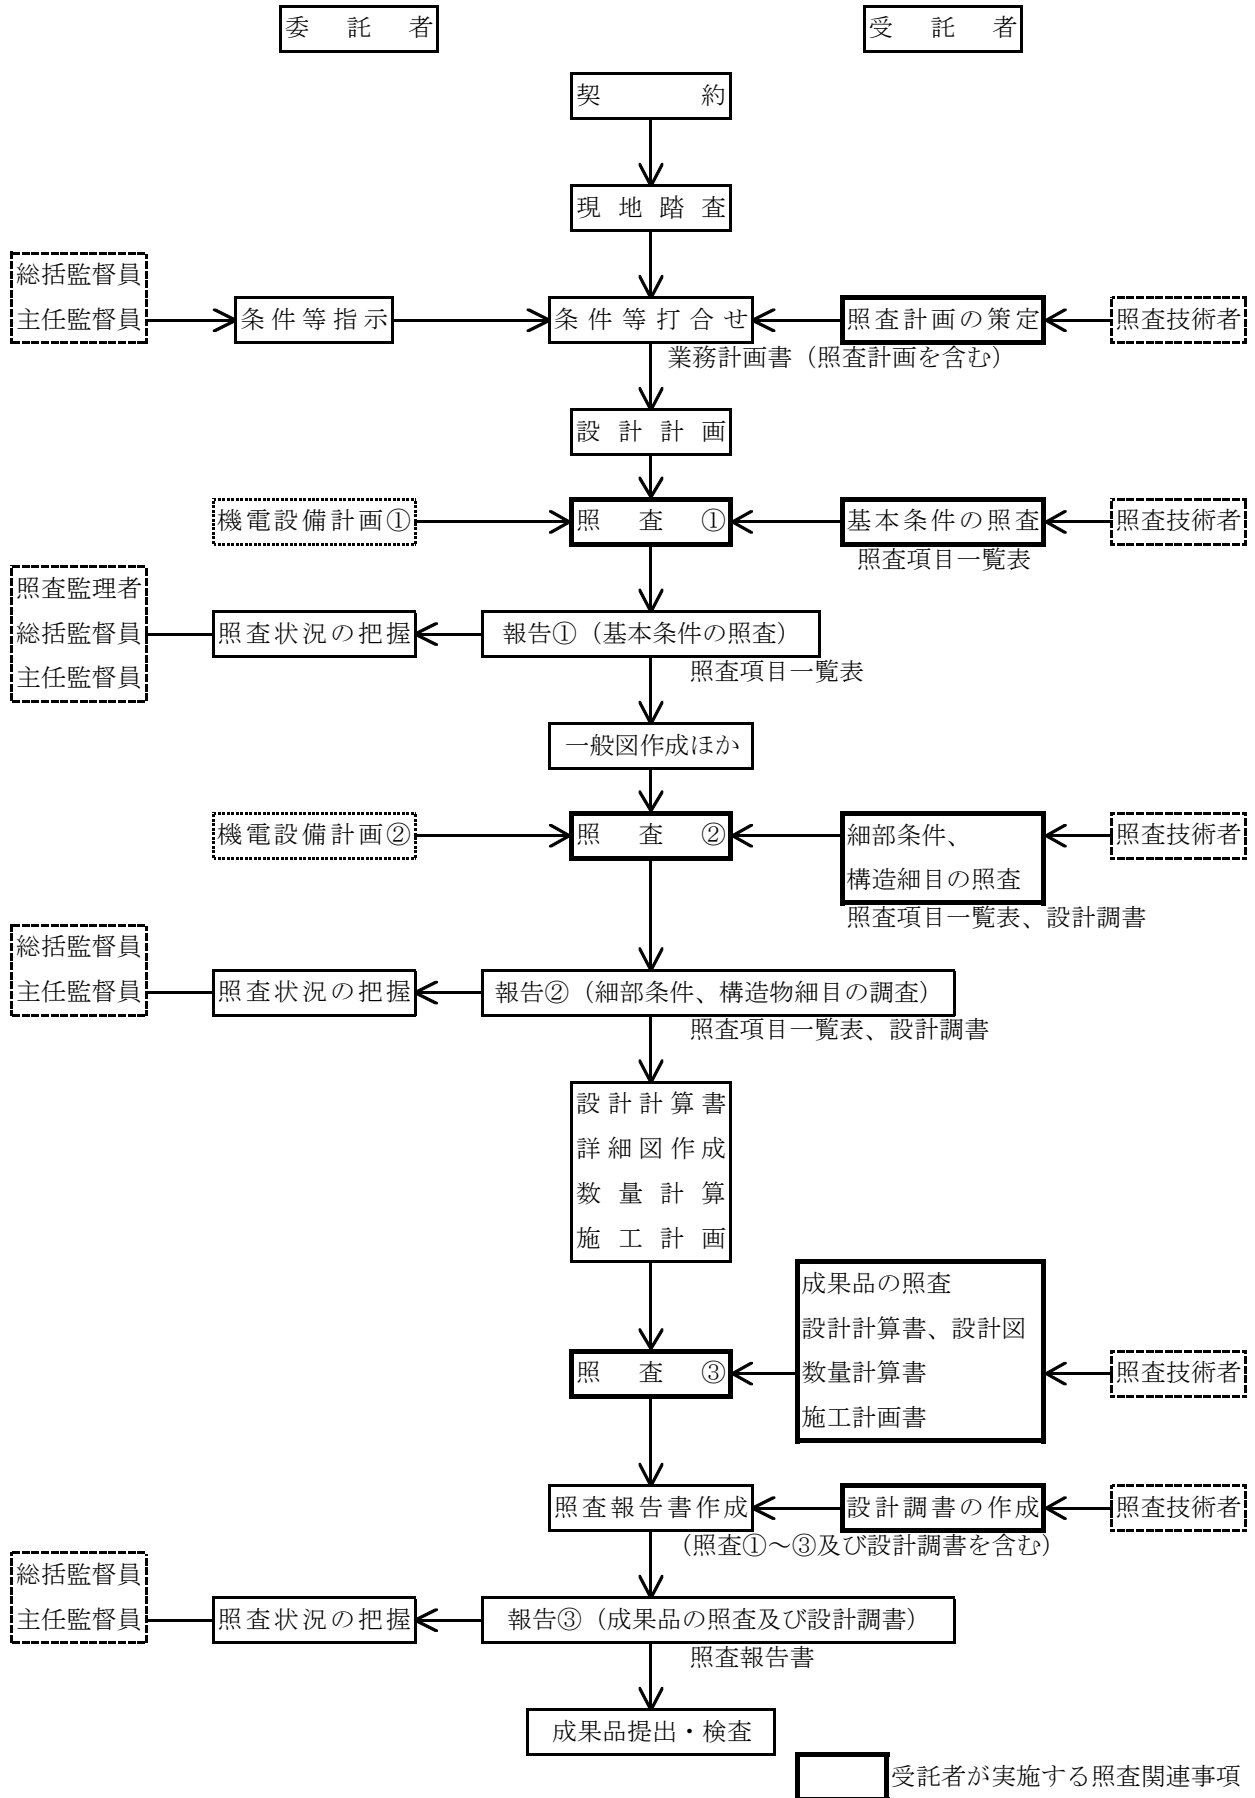 委託者
受託者
契約
現地踏査
総括監督員
主任監督員
条件等指示
条件等打合せ
照査計画の策定
照査技術者
業務計画書（照査計画を含む）
設計計画
機電設備計画①
照査①
基本条件の照査
照査技術者
照査項目一覧表
照査監理者
総括監督員
主任監督員
照査状況の把握
報告①（基本条件の照査）
照査項目一覧表
一般図作成ほか
機電設備計画②
照査②
細部条件、
構造細目の照査
照査技術者
照査項目一覧表、設計調書
総括監督員
主任監督員
照査状況の把握
報告②（細部条件、構造物細目の調査）
照査項目一覧表、設計調書
設計計算書
詳細図作成
数量計算
施工計画
成果品の照査
設計計算書、設計図
数量計算書
施工計画書
照査③
照査技術者
照査報告書作成
設計調書の作成
照査技術者
（照査①～③及び設計調書を含む）
総括監督員
主任監督員
照査状況の把握
報告③（成果品の照査及び設計調書）
照査報告書
成果品提出・検査
受託者が実施する照査関連事項